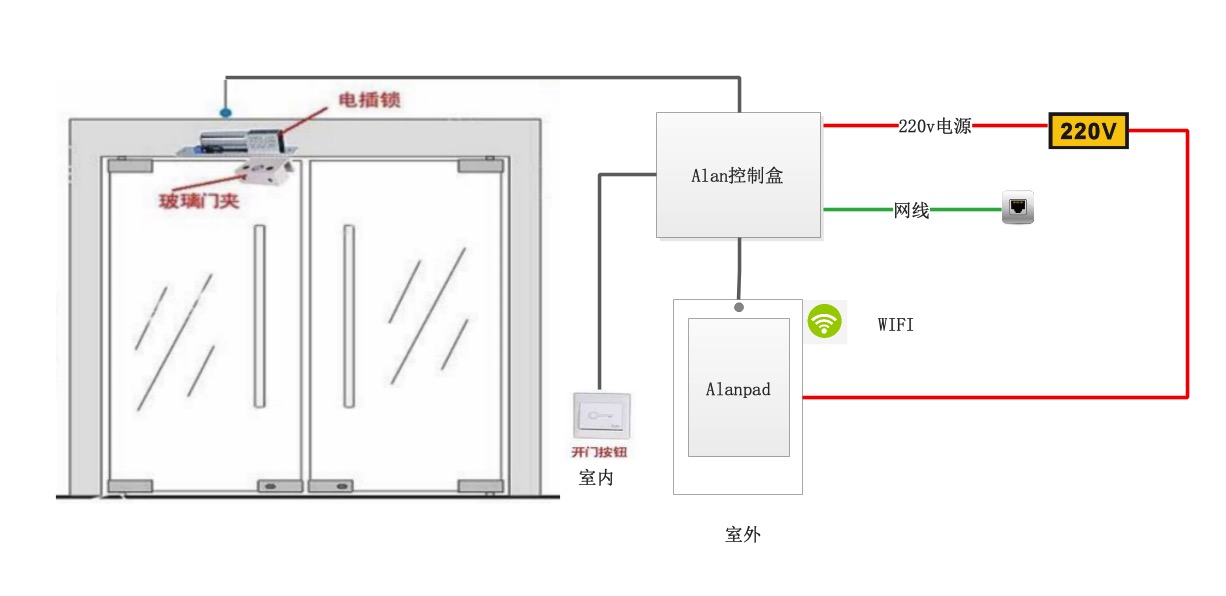 电插锁
220v电源
220V
Alan控制盒
玻璃门夹
网线
WIFI
Alanpad
开门按钮
室内
室外